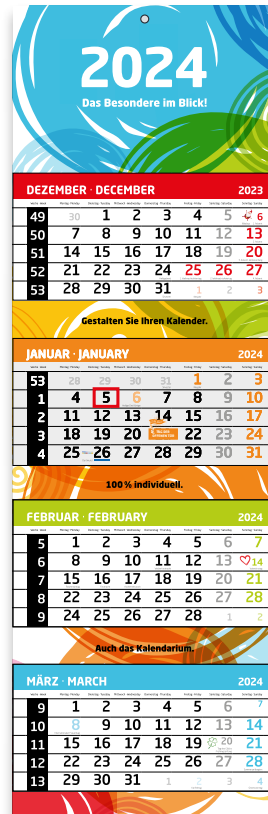 2024
Das Besondere im Blick!
DEZEMBER · DECEMBER 2023
49 30 1 2 3 4 5 6
50 7 8 9 10 11 12 13
51 14 15 16 17 18 19 20
52 21 22 23 24 25 26 27
53 28 29 30 31 1 2 3
Gestalten Sie Ihren Kalender.
JANUAR · JANUARY 2024
53 28 29 30 31 1 2 3
1 4 5 6 7 8 9 10
2 11 12 13 14 15 16 17
3 18 19 20 21 22 23 24
4 25 26 27 28 29 30 31
100 % individuell.
FEBRUAR · FEBRUARY 2024
5 1 2 3 4 5 6 7
6 8 9 10 11 12 13 14
7 15 16 17 18 19 20 21
8 22 23 24 25 26 27 28
9 24 25 26 27 28 1 2
Auch das Kalendarium.
MÄRZ · MARCH 2024
9 1 2 3 4 5 6 7
10 8 9 10 11 12 13 14
11 15 16 17 18 19 20 21
12 22 23 24 25 26 27 28
13 29 30 31 1 2 3 4